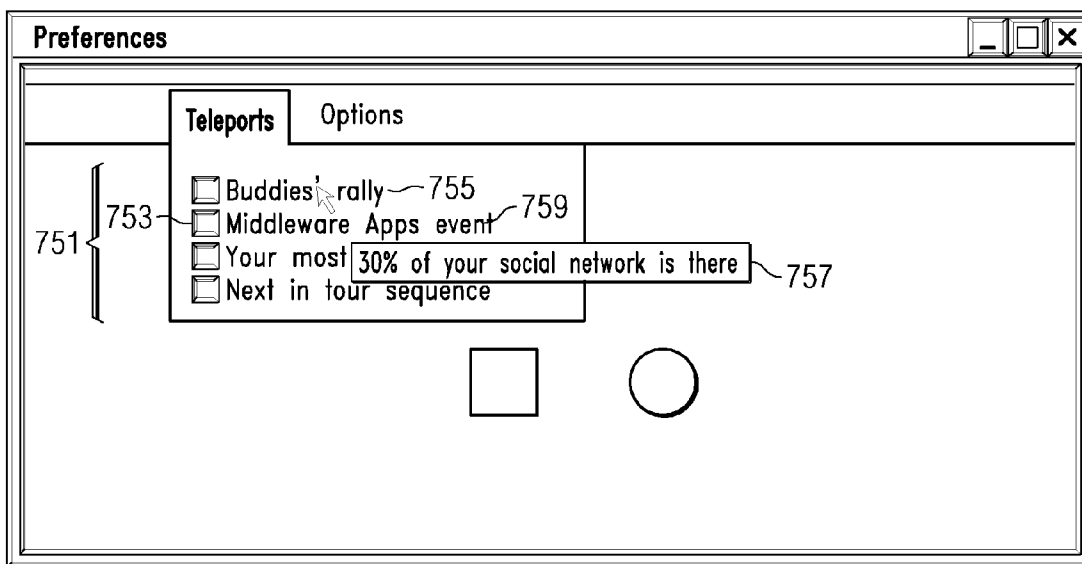 Preferences
Teleports Options
Buddies' rally 755
753 Middleware Apps event 759
751 Your most 30% of your social network is there 757
Next in tour sequence